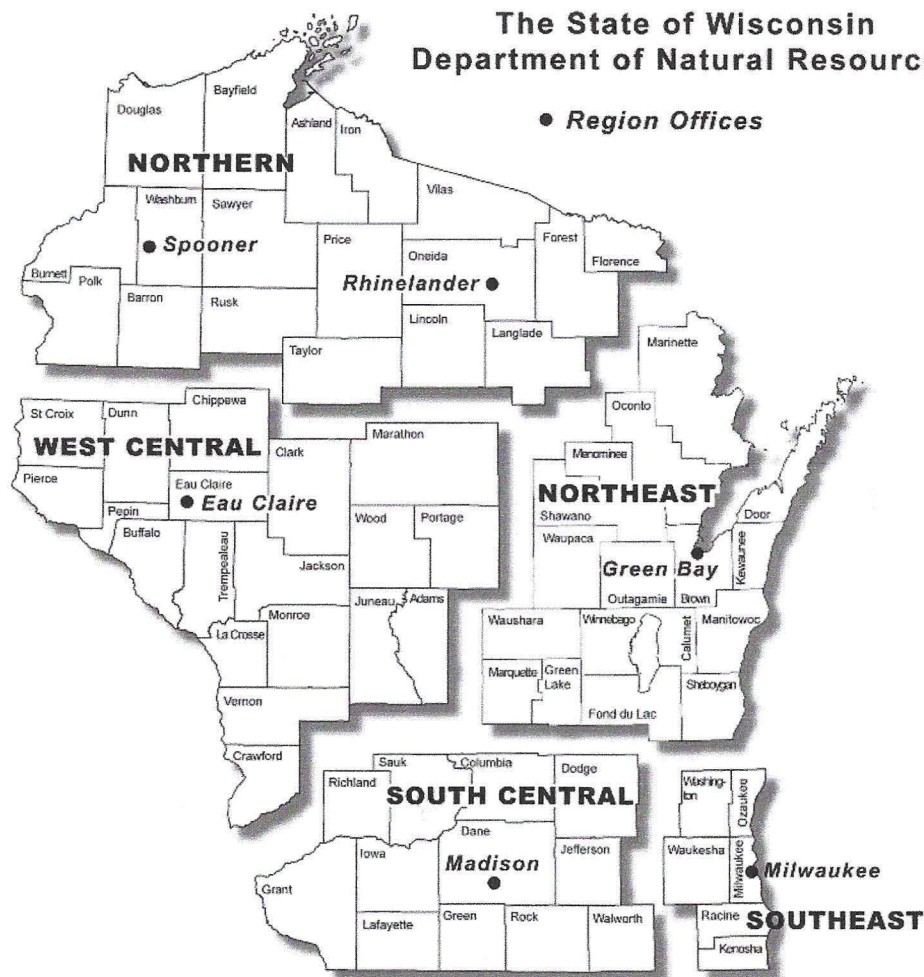 The State of Wisconsin
Department of Natural Resourc
Region Offices
Douglas
Bayfield
Ashland
Iron
NORTHERN
Vilas
Washburn
Sawyer
Spooner
Price
Oneida
Forest
Florence
Burnett
Polk
Rhinelander
Barron
Rusk
Lincoln
Langlade
Taylor
Marinette
Chippewa
St Croix
Dunn
WEST CENTRAL
Clark
Marathon
Pierce
Eau Claire
Eau Claire
Pepin
Buffalo
Trempealeau
Wood
Portage
Jackson
Juneau
Adams
La Crosse
Monroe
Vernon
Crawford
Oconto
Menominee
NORTHEAST
Shawano
Door
Waupaca
Green Bay
Kewaunee
Outagamie
Brown
Waushara
Winnebago
Calumet
Manitowoc
Marquette
Green
Lake
Sheboygan
Fond du Lac
Sauk
Columbia
Dodge
Richland
SOUTH CENTRAL
Dane
Iowa
Jefferson
Madison
Grant
Lafayette
Green
Rock
Walworth
Washing-
ton
Ozaukee
Waukesha
Milwaukee
Milwaukee
Racine
SOUTHEAST
Kenosha